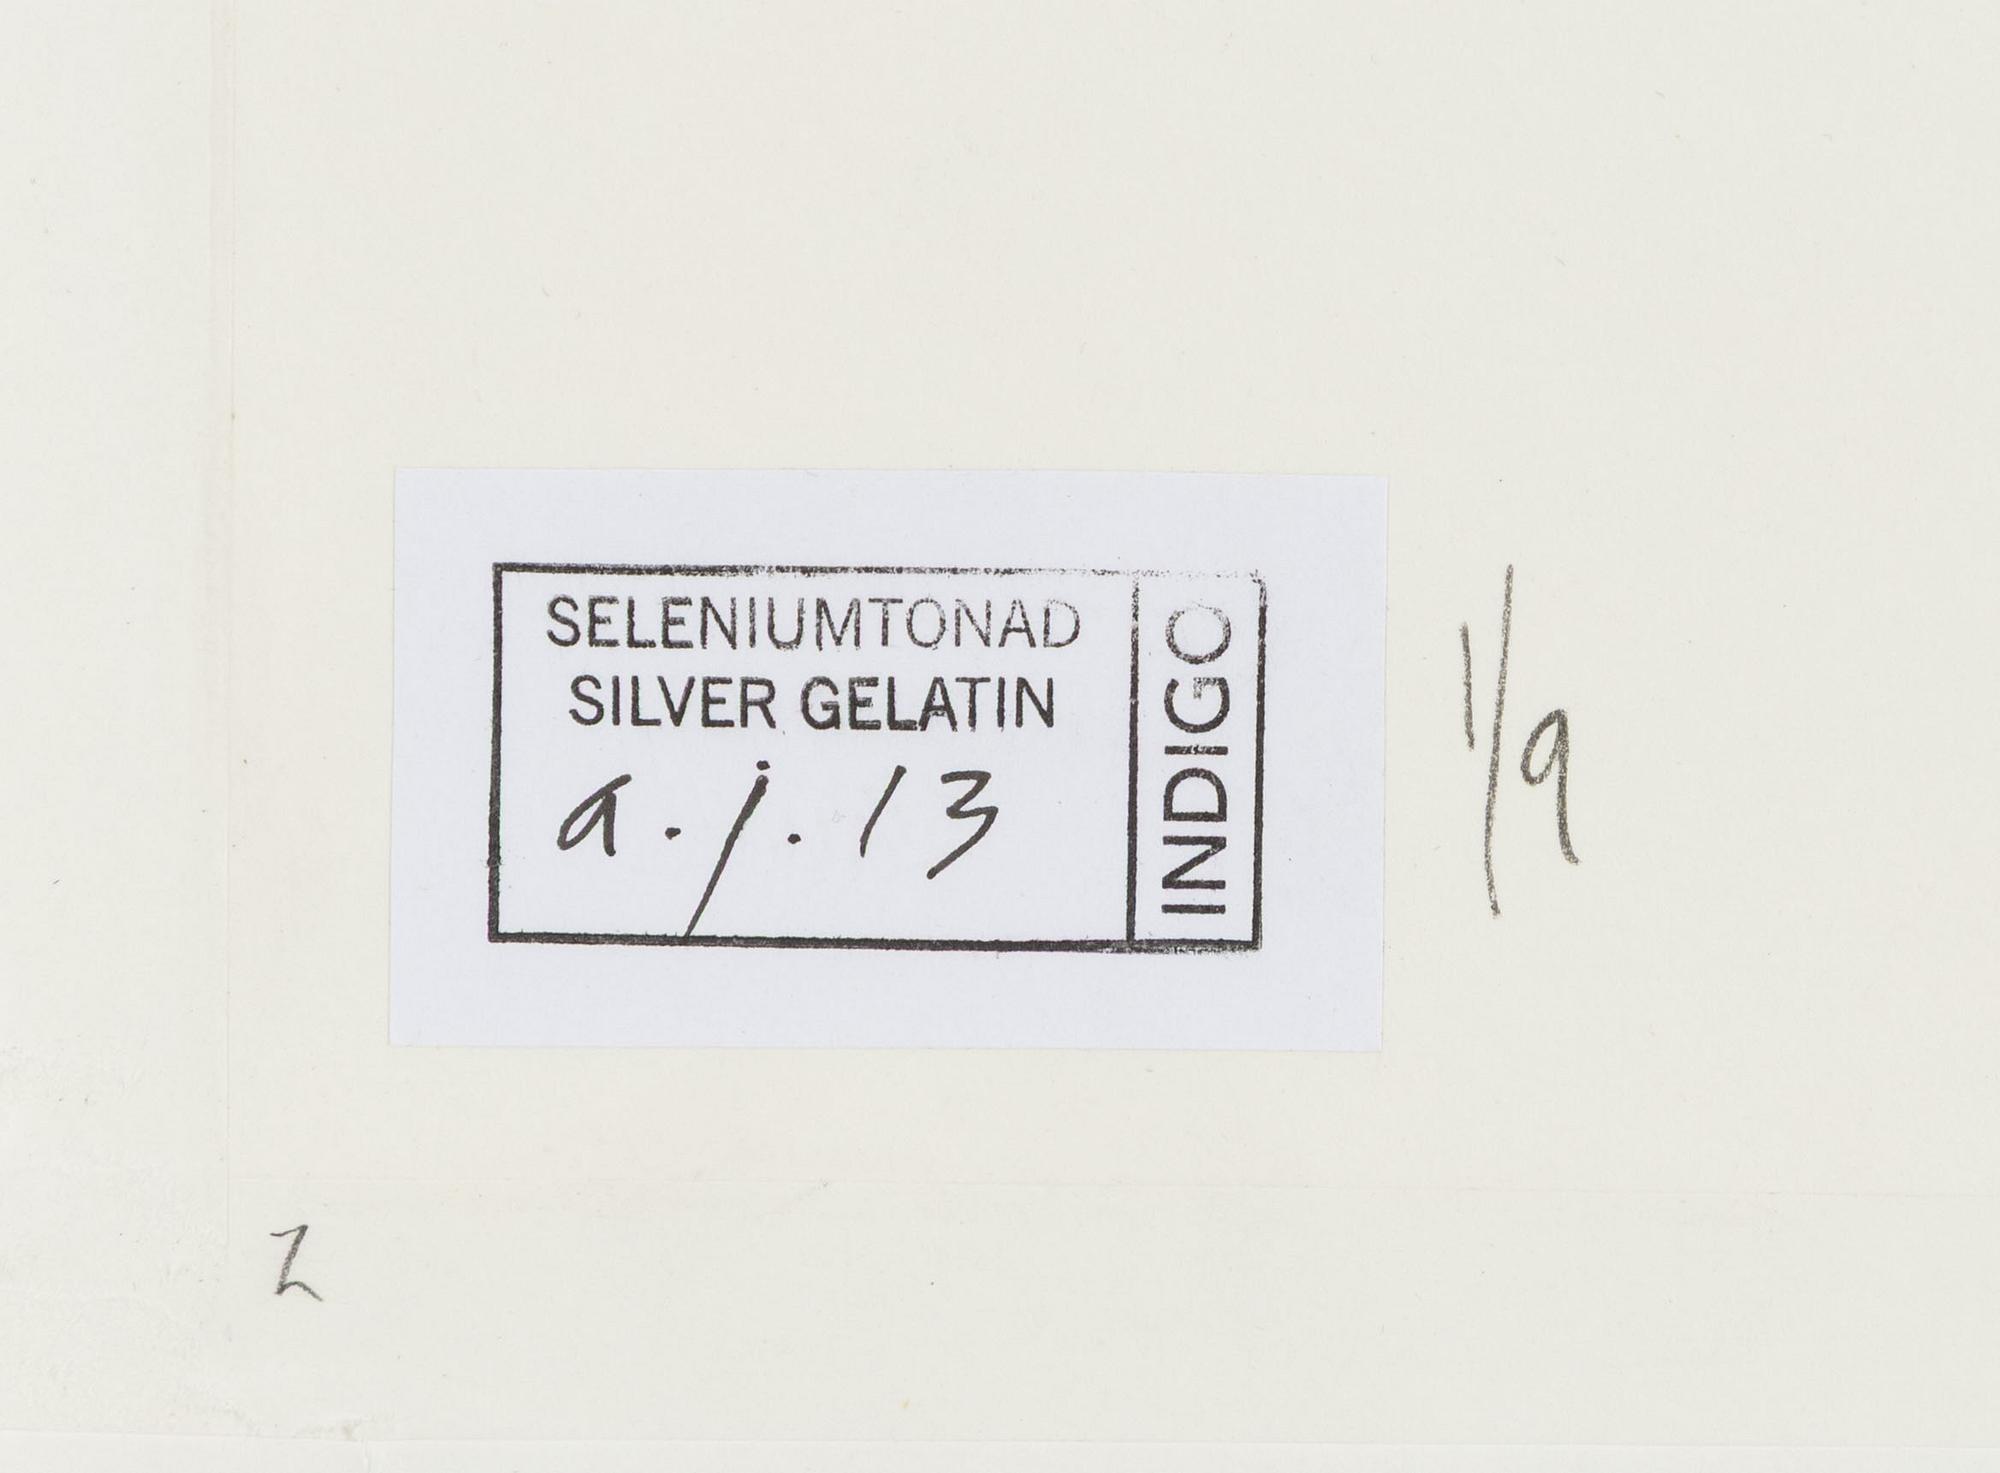 SELENIUMTONAD
SILVER GELATIN
a.j.13
INDIGO
1/9
2